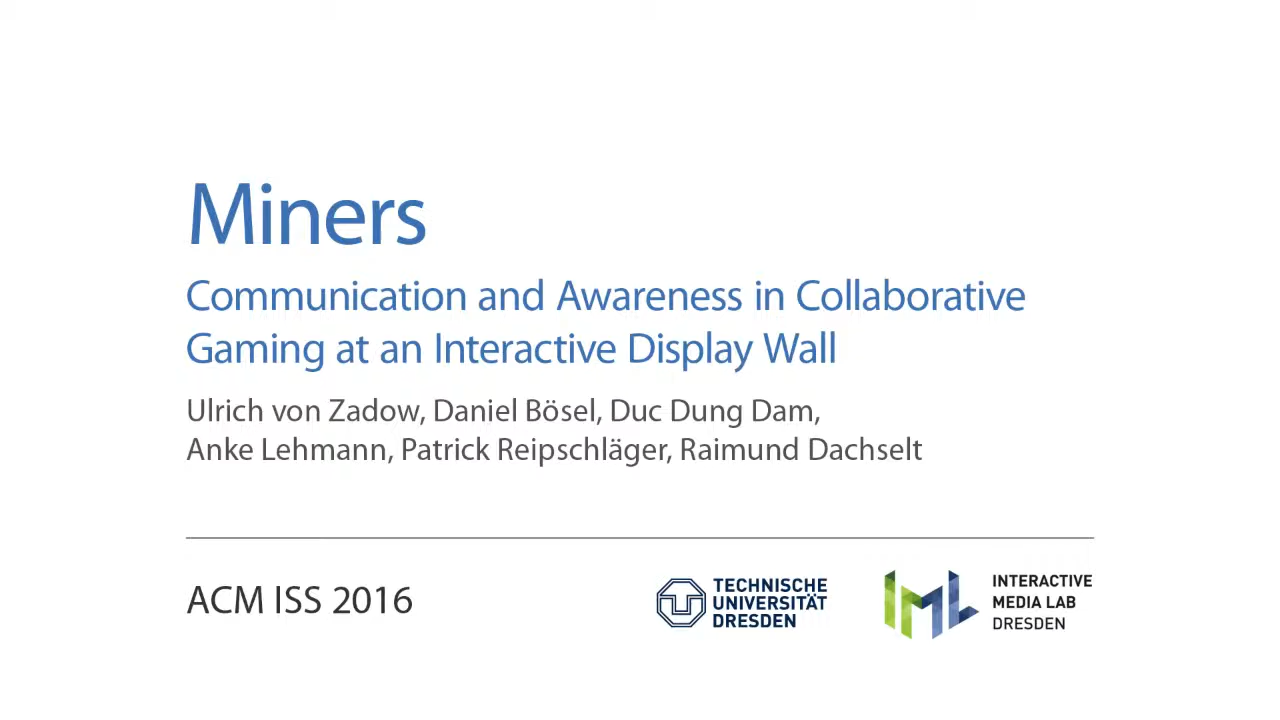 Miners
Communication and Awareness in Collaborative
Gaming at an Interactive Display Wall
Ulrich von Zadow, Daniel Bösel, Duc Dung Dam,
Anke Lehmann, Patrick Reipschläger, Raimund Dachselt
ACM ISS 2016
TECHNISCHE
UNIVERSITÄT
DRESDEN
INTERACTIVE
MEDIA LAB
DRESDEN